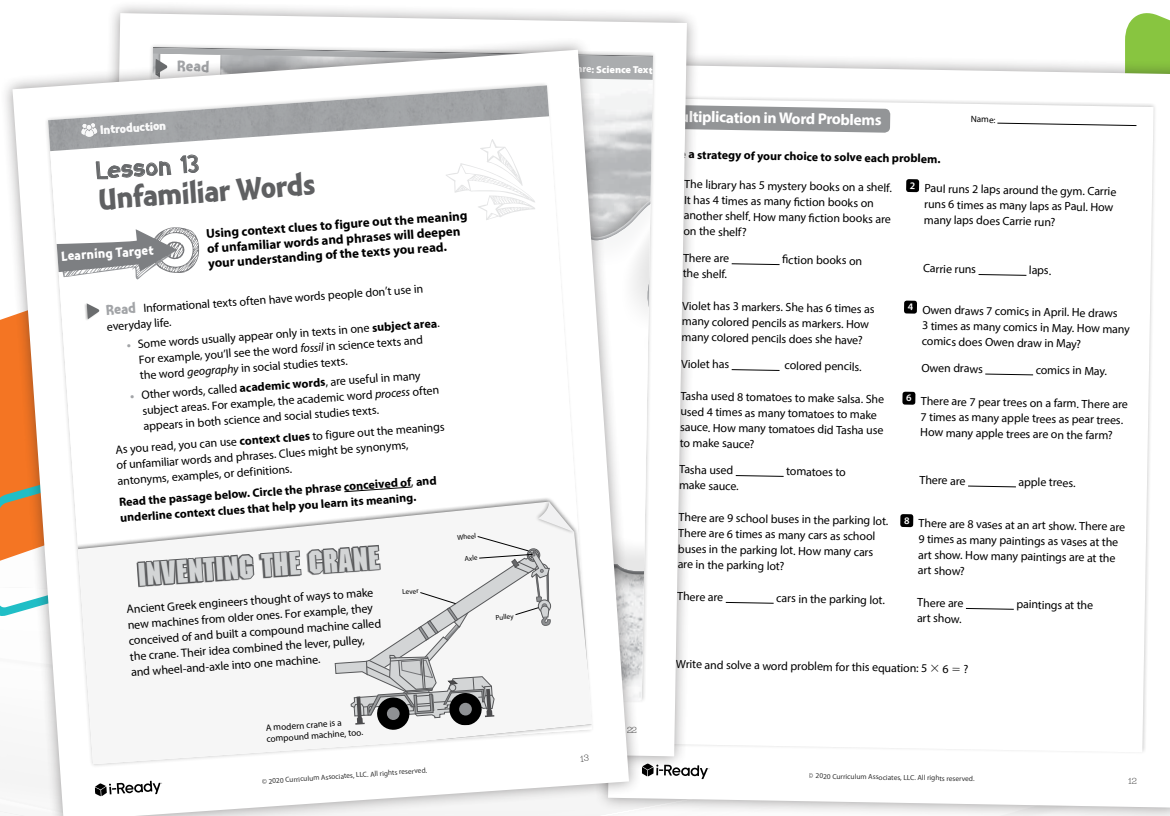 Read
re: Science Text
22
Introduction
Lesson 13
Unfamiliar Words
Learning Target
Using context clues to figure out the meaning
of unfamiliar words and phrases will deepen
your understanding of the texts you read.
Read Informational texts often have words people don't use in
everyday life.
• Some words usually appear only in texts in one subject area.
For example, you'll see the word fossil in science texts and
the word geography in social studies texts.
• Other words, called academic words, are useful in many
subject areas. For example, the academic word process often
appears in both science and social studies texts.
As you read, you can use context clues to figure out the meanings
of unfamiliar words and phrases. Clues might be synonyms,
antonyms, examples, or definitions.
Read the passage below. Circle the phrase conceived of, and
underline context clues that help you learn its meaning.
INVENTING THE CRANE
Ancient Greek engineers thought of ways to make
new machines from older ones. For example, they
conceived of and built a compound machine called
the crane. Their idea combined the lever, pulley,
and wheel-and-axle into one machine.
Wheel
Axle
Lever
Pulley
A modern crane is a
compound machine, too.
i-Ready
© 2020 Curriculum Associates, LLC. All rights reserved.
13
ultiplication in Word Problems
Name: ________
a strategy of your choice to solve each problem.
The library has 5 mystery books on a shelf.
It has 4 times as many fiction books on
another shelf. How many fiction books are
on the shelf?
There are ________ fiction books on
the shelf.
2 Paul runs 2 laps around the gym. Carrie
runs 6 times as many laps as Paul. How
many laps does Carrie run?
Carrie runs ________ laps.
Violet has 3 markers. She has 6 times as
many colored pencils as markers. How
many colored pencils does she have?
Violet has ________ colored pencils.
4 Owen draws 7 comics in April. He draws
3 times as many comics in May. How many
comics does Owen draw in May?
Owen draws ________ comics in May.
Tasha used 8 tomatoes to make salsa. She
used 4 times as many tomatoes to make
sauce. How many tomatoes did Tasha use
to make sauce?
Tasha used ________ tomatoes to
make sauce.
6 There are 7 pear trees on a farm. There are
7 times as many apple trees as pear trees.
How many apple trees are on the farm?
There are ________ apple trees.
There are 9 school buses in the parking lot.
There are 6 times as many cars as school
buses in the parking lot. How many cars
are in the parking lot?
There are ________ cars in the parking lot.
8 There are 8 vases at an art show. There are
9 times as many paintings as vases at the
art show. How many paintings are at the
art show?
There are ________ paintings at the
art show.
Write and solve a word problem for this equation: 5 × 6 = ?
i-Ready
© 2020 Curriculum Associates, LLC. All rights reserved.
12